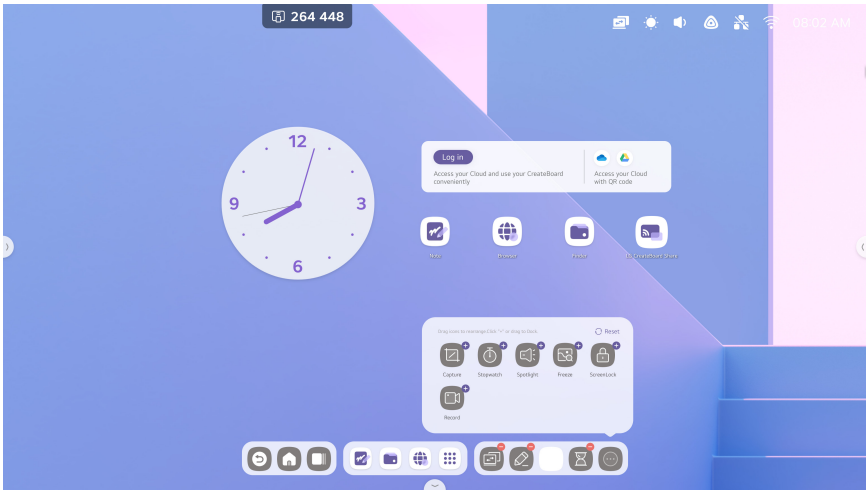 264 448
08:02 AM
12
9
3
6
Log in
Access your Cloud and use your CreateBoard
conveniently
Access your Cloud
with QR code
Note
Browser
Finder
LG CreateBoard Share
Drag icons to rearrange.Click "+" or drag to Dock.
Reset
Capture
Stopwatch
Spotlight
Freeze
ScreenLock
Record